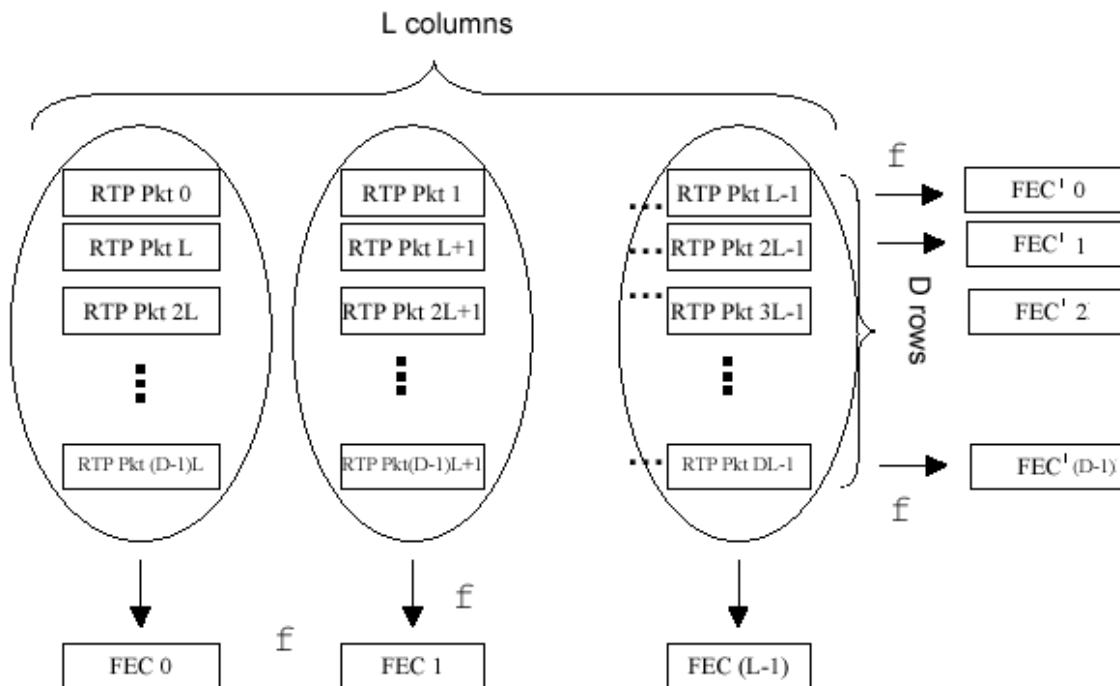 L columns
f
RTP Pkt 0
RTP Pkt 1
... RTP Pkt L-1
FEC' 0
RTP Pkt L
RTP Pkt L+1
... RTP Pkt 2L-1
FEC' 1
D rows
RTP Pkt 2L
RTP Pkt 2L+1
... RTP Pkt 3L-1
FEC' 2
RTP Pkt (D-1)L
RTP Pkt(D-1)L+1
... RTP Pkt DL-1
FEC' (D-1)
f
f
f
FEC 0
FEC 1
FEC (L-1)